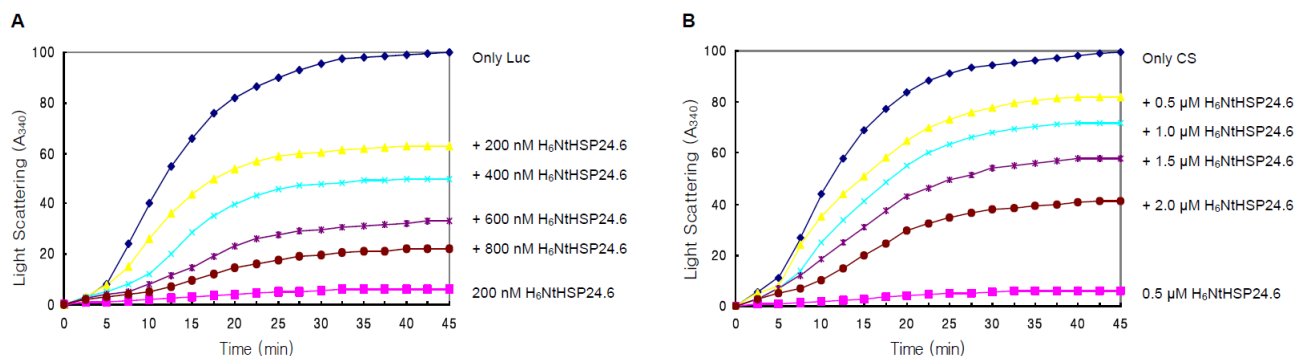 A
Light Scattering (A₃₄₀)
100
80
60
40
20
0
0 5 10 15 20 25 30 35 40 45
Time (min)
Only Luc
+ 200 nM H₆NtHSP24.6
+ 400 nM H₆NtHSP24.6
+ 600 nM H₆NtHSP24.6
+ 800 nM H₆NtHSP24.6
200 nM H₆NtHSP24.6
B
Light Scattering (A₃₄₀)
100
80
60
40
20
0
0 5 10 15 20 25 30 35 40 45
Time (min)
Only CS
+ 0.5 μM H₆NtHSP24.6
+ 1.0 μM H₆NtHSP24.6
+ 1.5 μM H₆NtHSP24.6
+ 2.0 μM H₆NtHSP24.6
0.5 μM H₆NtHSP24.6